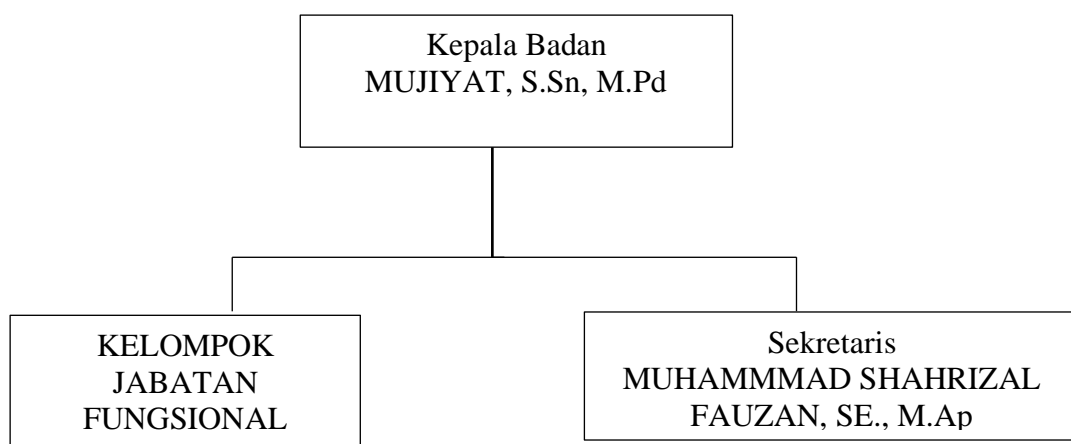 Kepala Badan
MUJIYAT, S.Sn, M.Pd
KELOMPOK
JABATAN
FUNGSIONAL
Sekretaris
MUHAMMMAD SHAHRIZAL
FAUZAN, SE., M.Ap